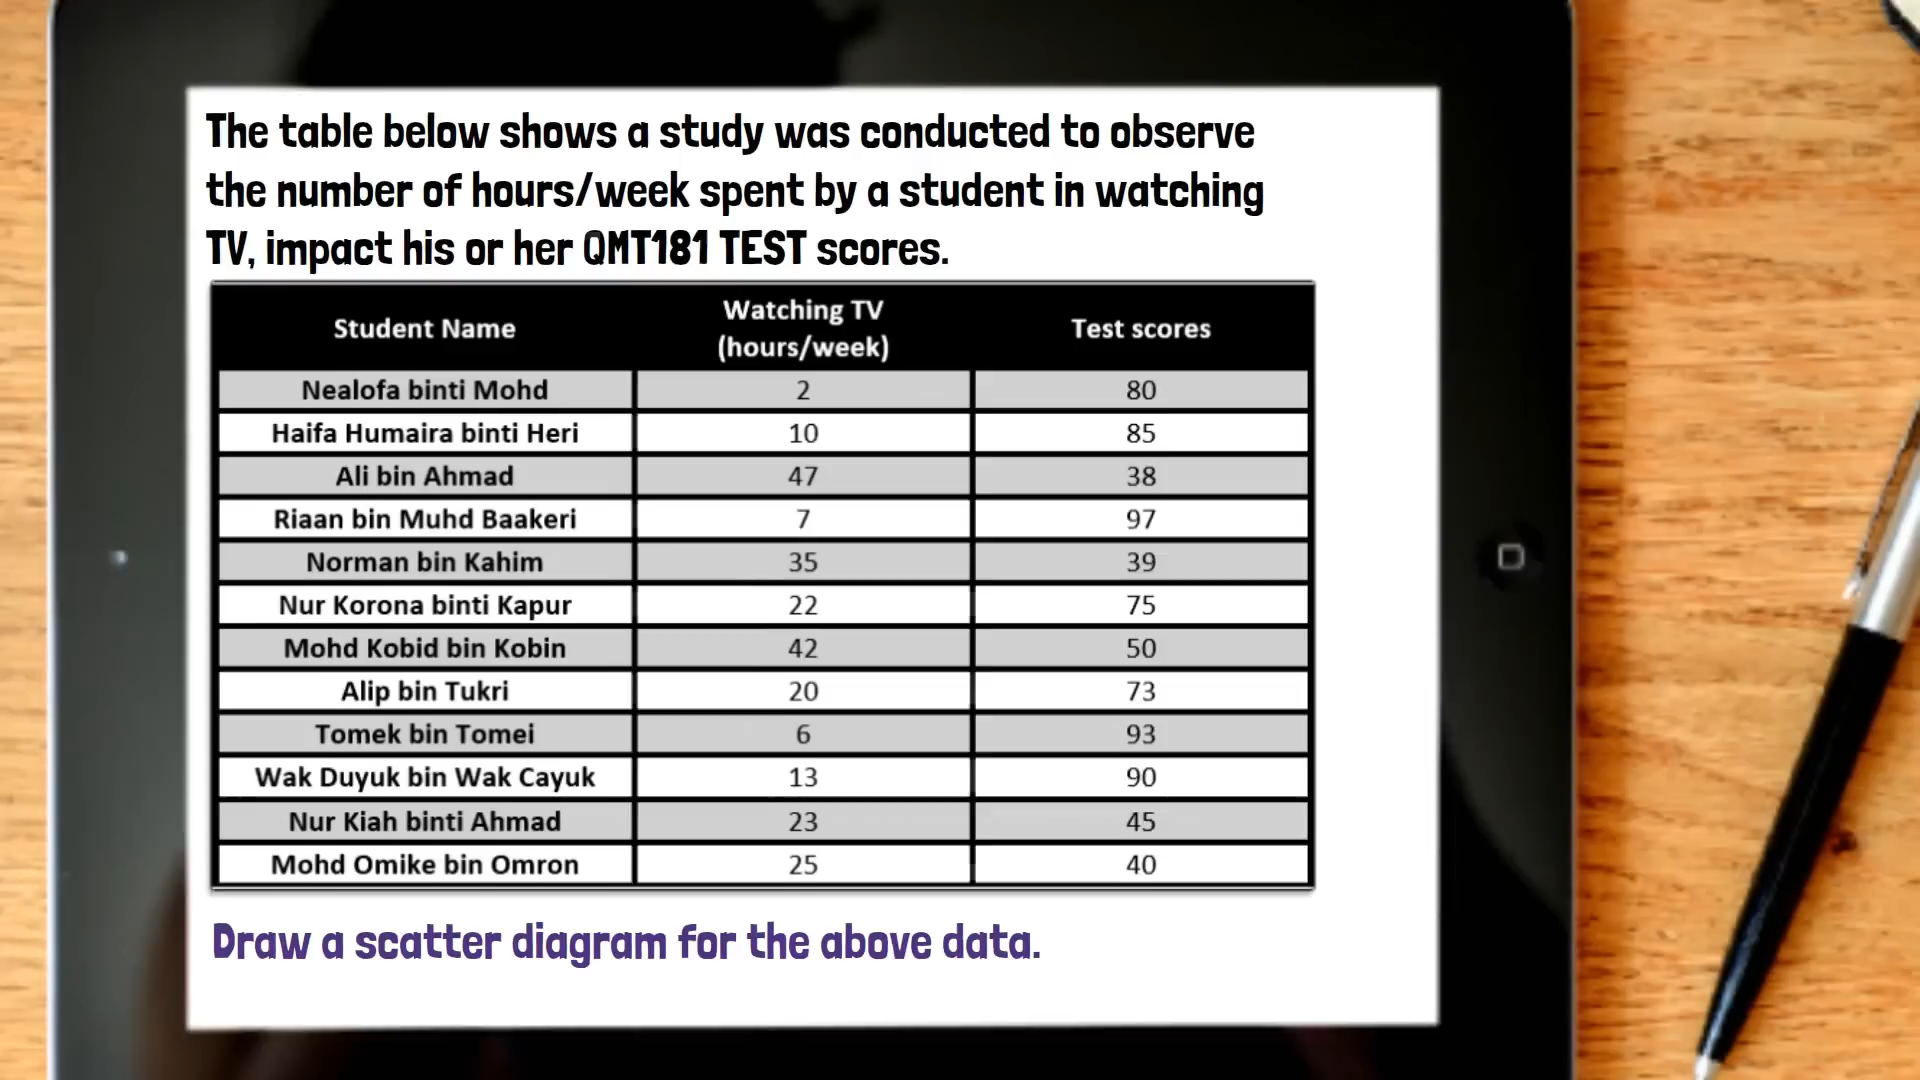 The table below shows a study was conducted to observe
the number of hours/week spent by a student in watching
TV, impact his or her QMT181 TEST scores.
Student Name Watching TV (hours/week) Test scores
Nealofa binti Mohd 2 80
Haifa Humaira binti Heri 10 85
Ali bin Ahmad 47 38
Riaan bin Muhd Baakeri 7 97
Norman bin Kahim 35 39
Nur Korona binti Kapur 22 75
Mohd Kobid bin Kobin 42 50
Alip bin Tukri 20 73
Tomek bin Tomei 6 93
Wak Duyuk bin Wak Cayuk 13 90
Nur Kiah binti Ahmad 23 45
Mohd Omike bin Omron 25 40
Draw a scatter diagram for the above data.